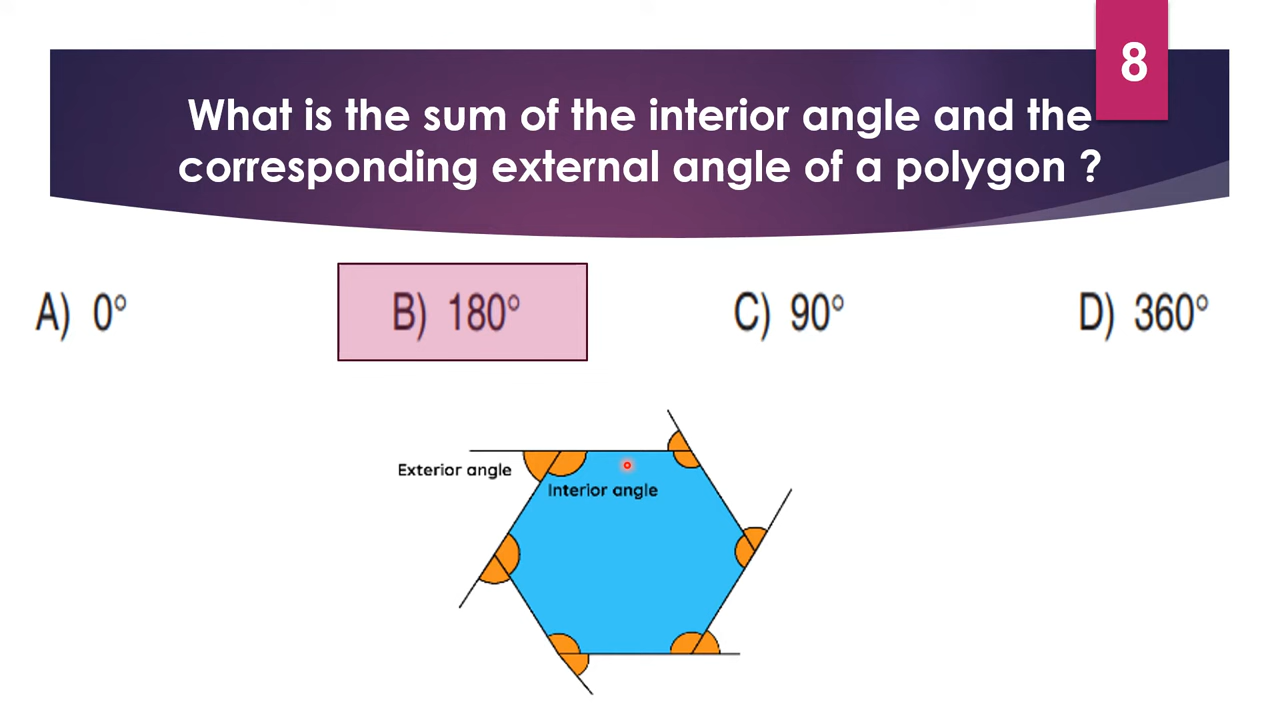 8
What is the sum of the interior angle and the
corresponding external angle of a polygon ?
A) 0°
B) 180°
C) 90°
D) 360°
Exterior angle
Interior angle